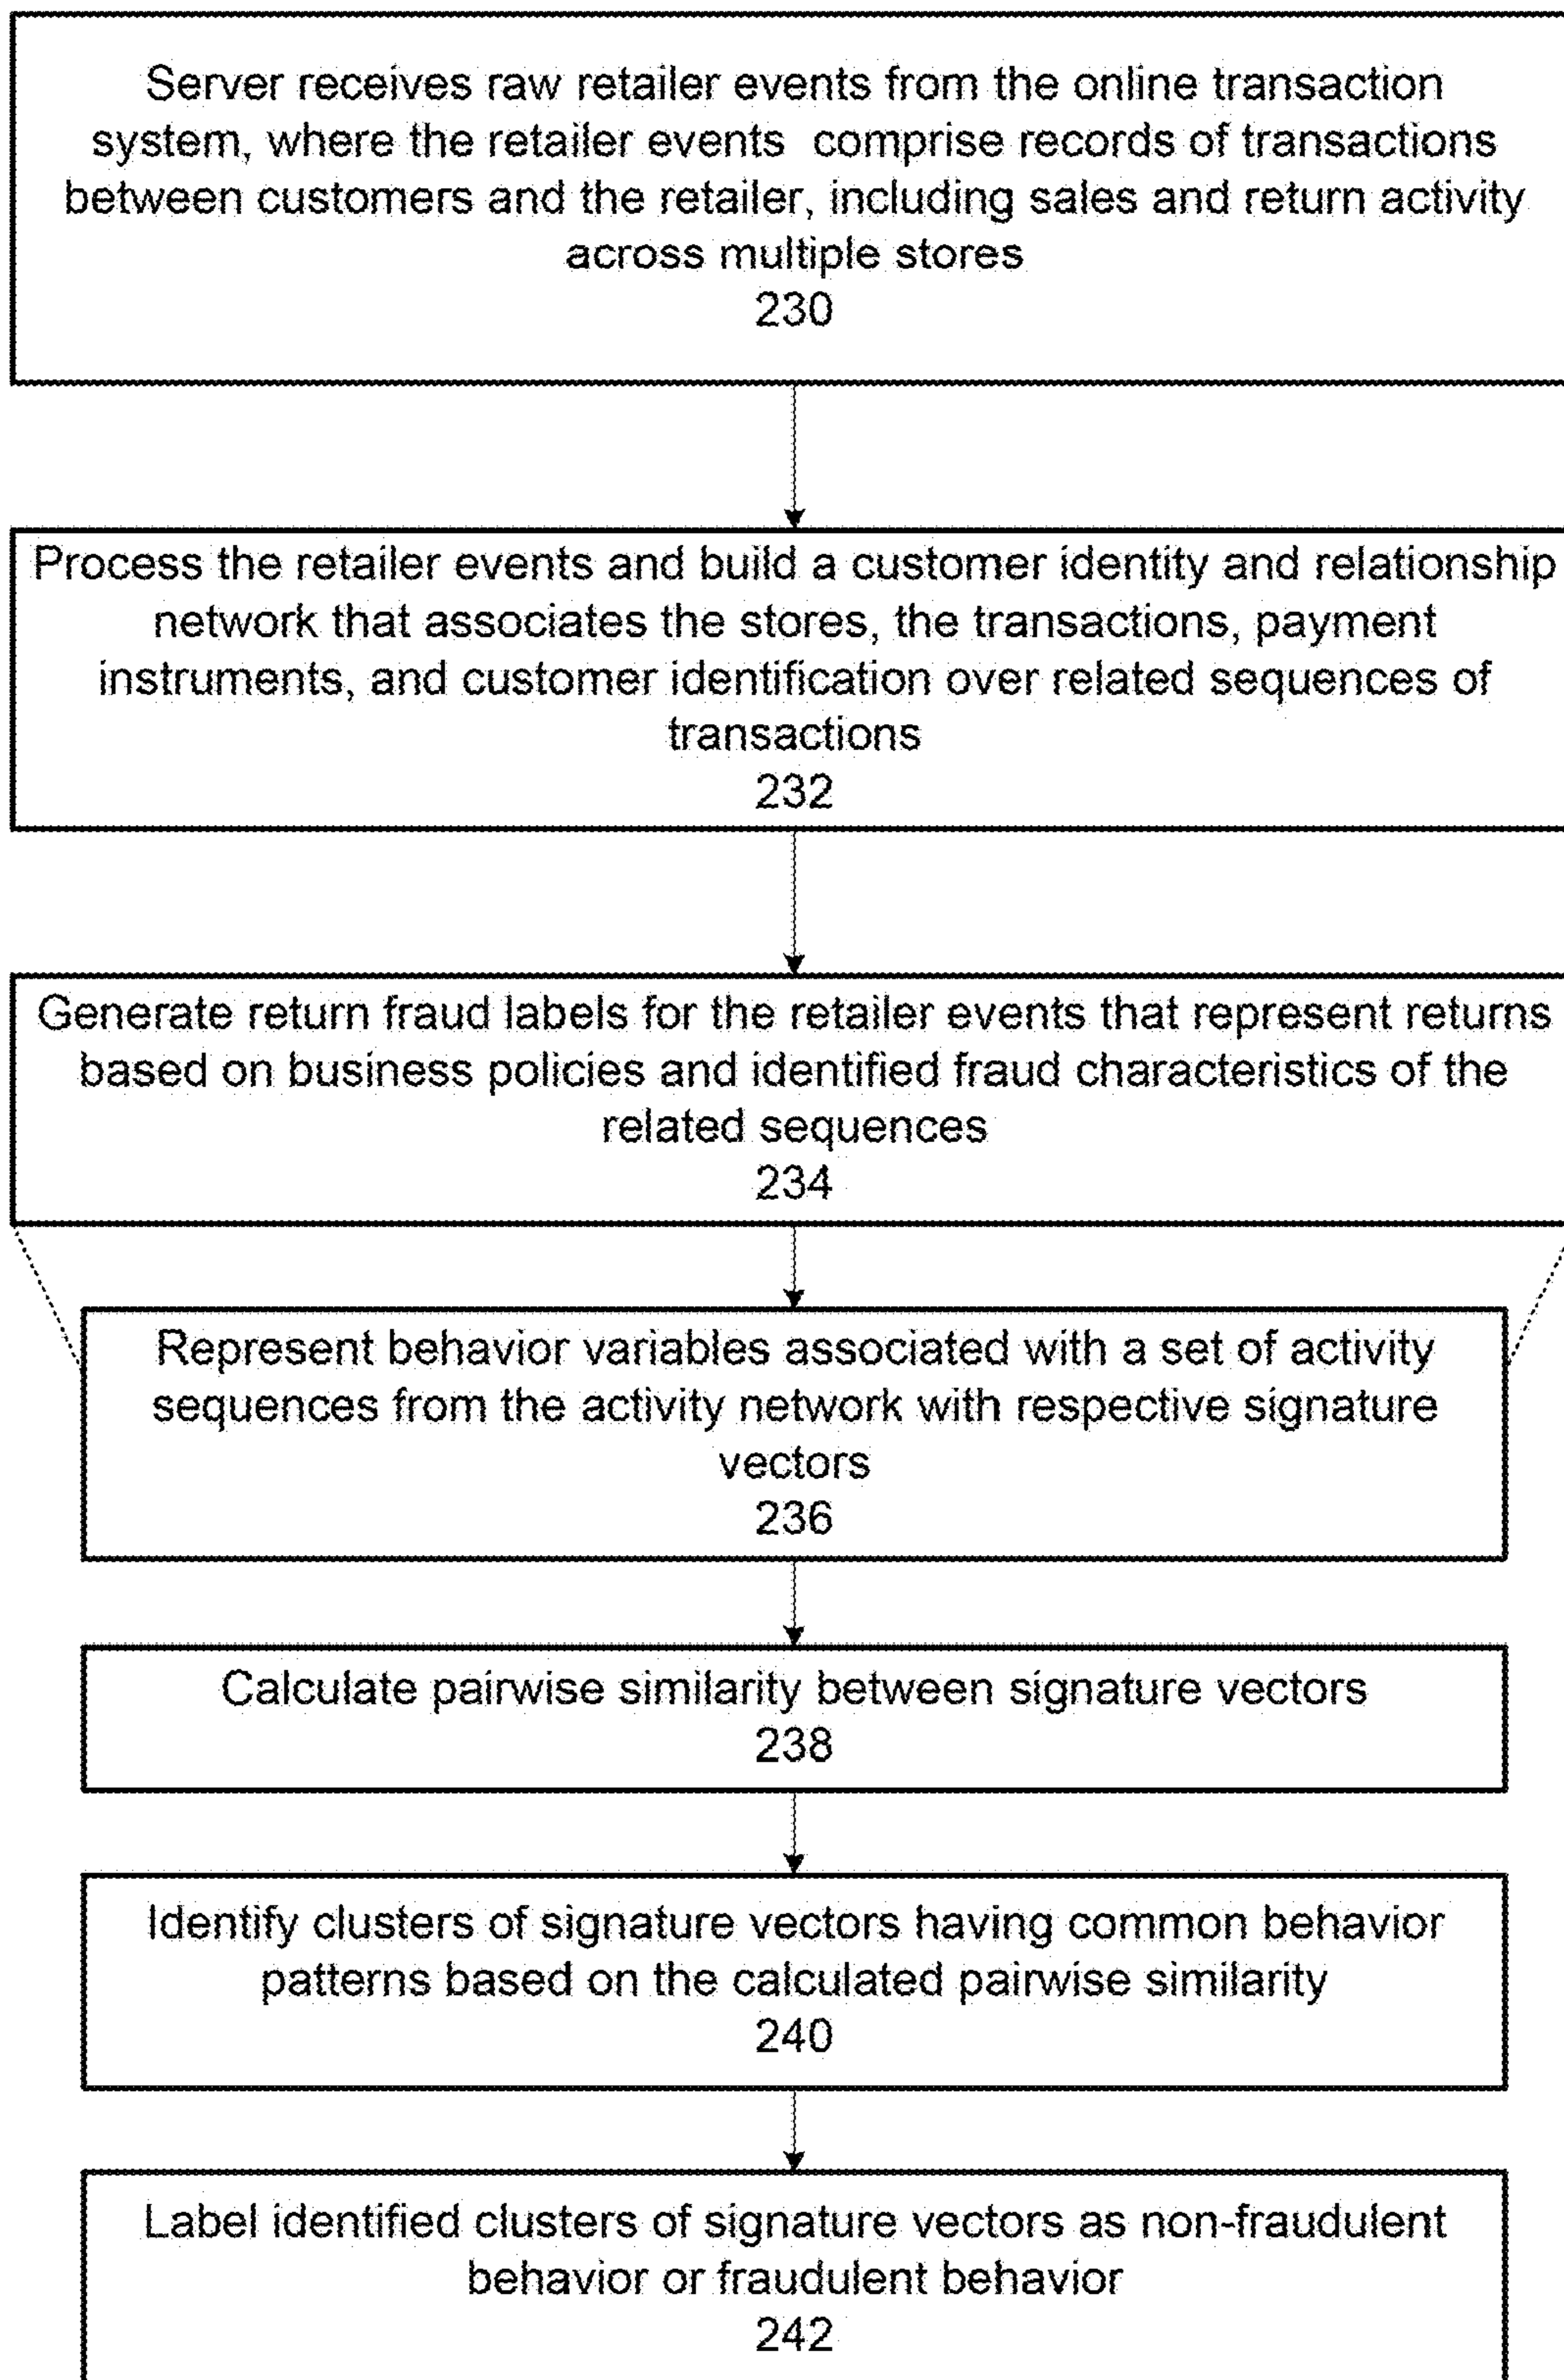 Server receives raw retailer events from the online transaction
system, where the retailer events comprise records of transactions
between customers and the retailer, including sales and return activity
across multiple stores
230
Process the retailer events and build a customer identity and relationship
network that associates the stores, the transactions, payment
instruments, and customer identification over related sequences of
transactions
232
Generate return fraud labels for the retailer events that represent returns
based on business policies and identified fraud characteristics of the
related sequences
234
Represent behavior variables associated with a set of activity
sequences from the activity network with respective signature
vectors
236
Calculate pairwise similarity between signature vectors
238
Identify clusters of signature vectors having common behavior
patterns based on the calculated pairwise similarity
240
Label identified clusters of signature vectors as non-fraudulent
behavior or fraudulent behavior
242